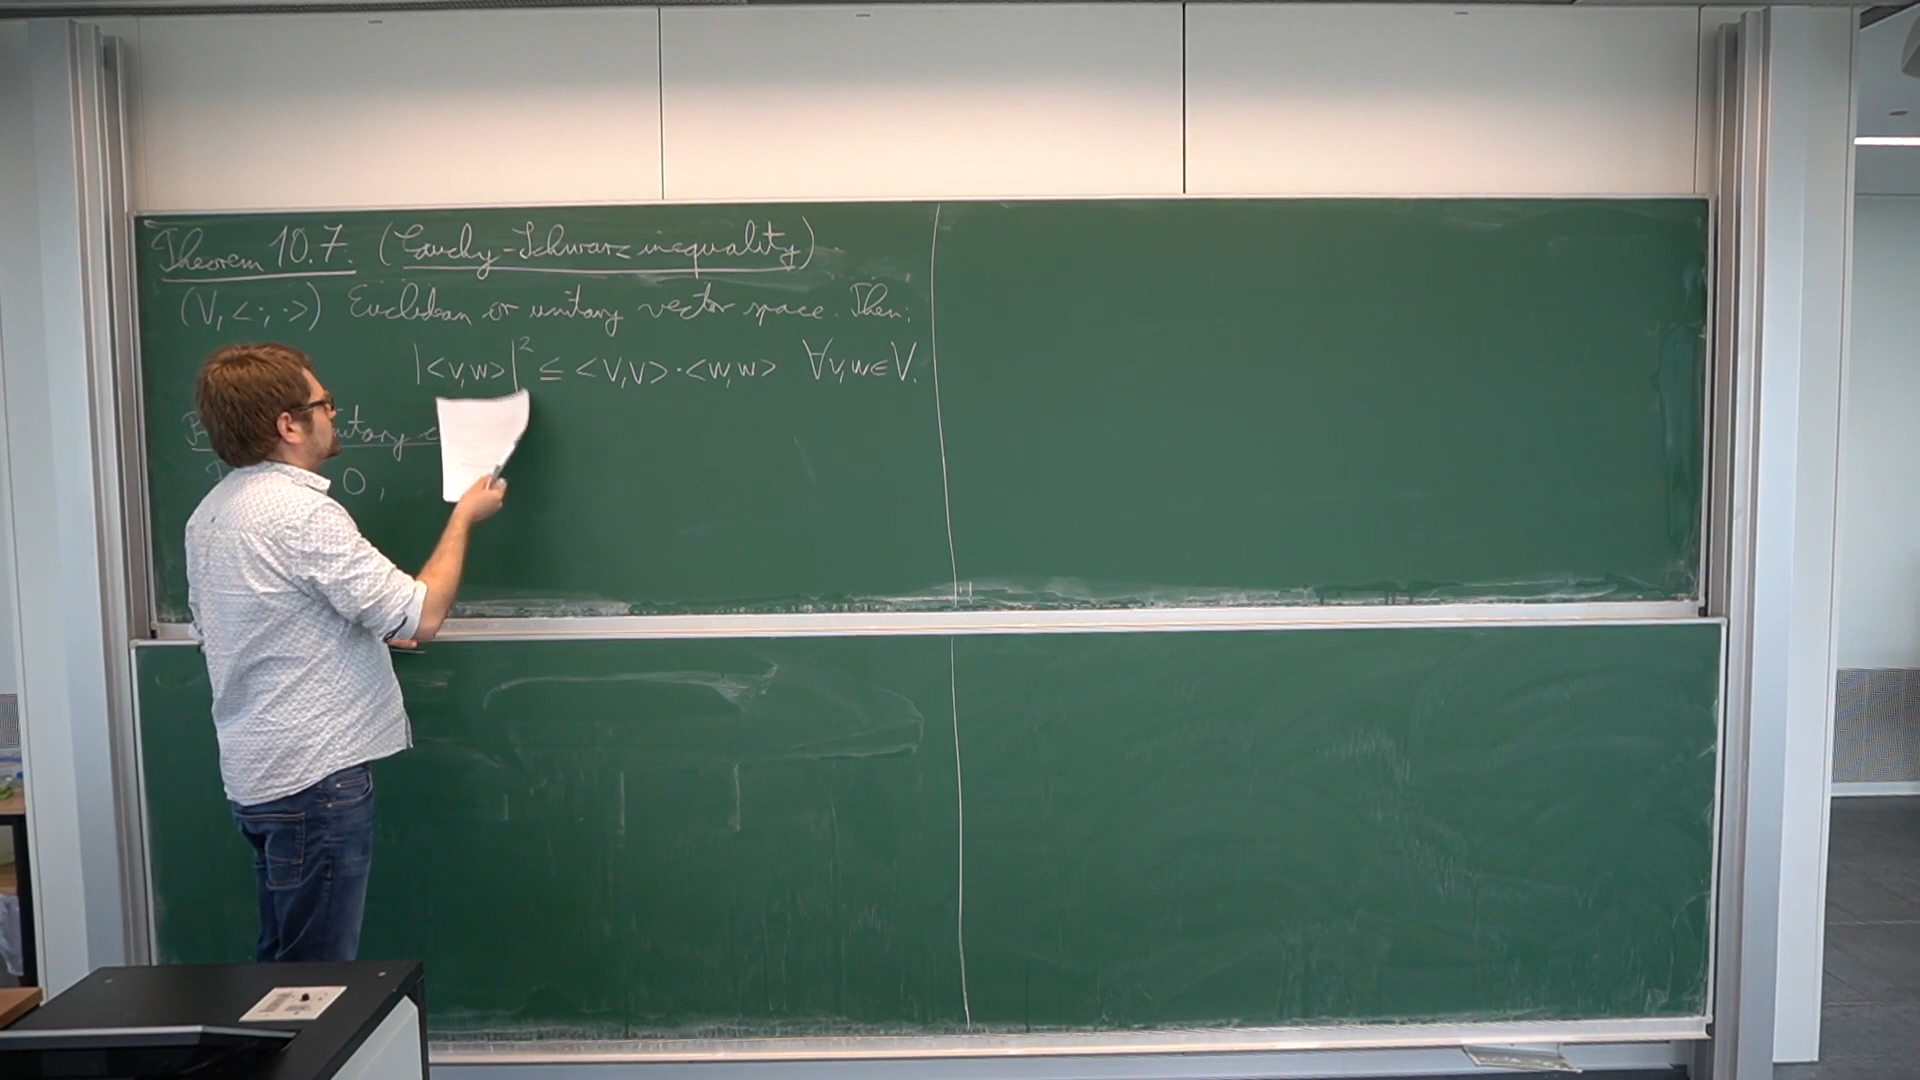 Theorem 10.7. (Cauchy-Schwarz inequality)
(V, <·,·>) Euclidean or unitary vector space. Then:
|<v,w>|² ≤ <v,v>·<w,w> ∀v,w∈V.
0,